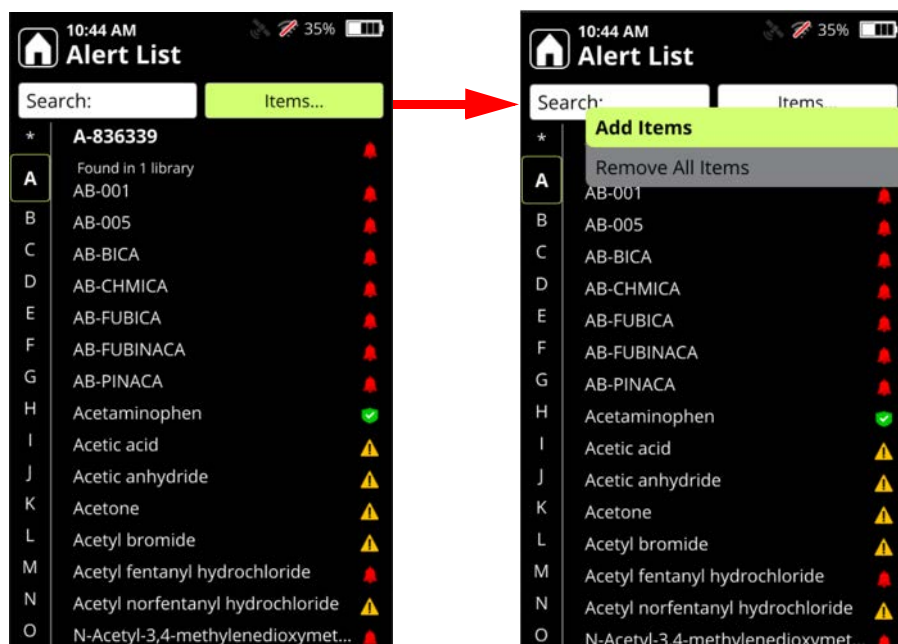 10:44 AM
35%
Alert List
Search:
Items...
*
A-836339
Found in 1 library
A
AB-001
B
AB-005
C
AB-BICA
D
AB-CHMICA
E
AB-FUBICA
F
AB-FUBINACA
G
AB-PINACA
H
Acetaminophen
I
Acetic acid
J
Acetic anhydride
K
Acetone
L
Acetyl bromide
M
Acetyl fentanyl hydrochloride
N
Acetyl norfentanyl hydrochloride
O
N-Acetyl-3,4-methylenedioxymet...
10:44 AM
35%
Alert List
Search:
Items...
Add Items
Remove All Items
*
A
AB-001
B
AB-005
C
AB-BICA
D
AB-CHMICA
E
AB-FUBICA
F
AB-FUBINACA
G
AB-PINACA
H
Acetaminophen
I
Acetic acid
J
Acetic anhydride
K
Acetone
L
Acetyl bromide
M
Acetyl fentanyl hydrochloride
N
Acetyl norfentanyl hydrochloride
O
N-Acetyl-3,4-methylenedioxymet...